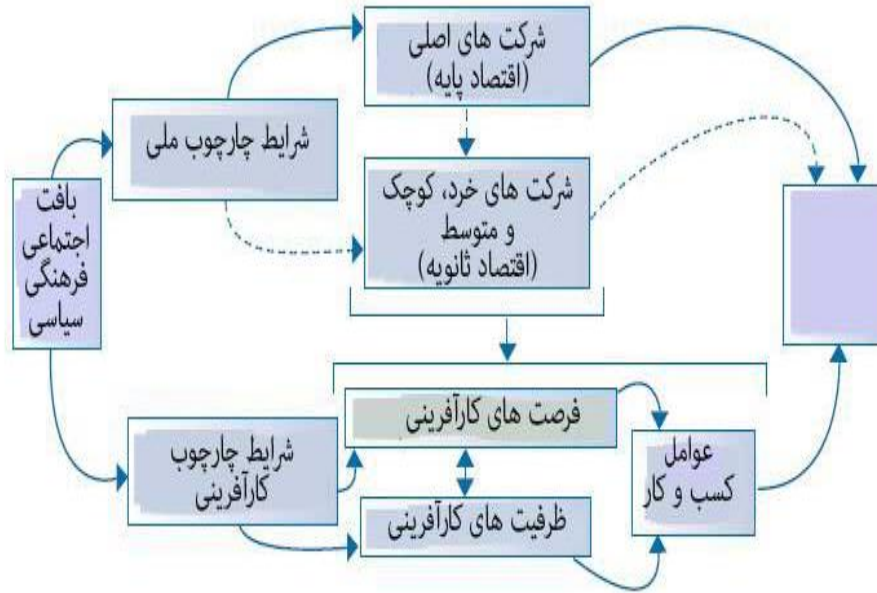 شرکت های اصلی
(اقتصاد پایه)
شرایط چارچوب ملی
شرکت های خرد، کوچک
و متوسط
(اقتصاد ثانویه)
بافت
اجتماعی
فرهنگی
سیاسی
فرصت های کارآفرینی
شرایط چارچوب
کارآفرینی
عوامل
کسب و کار
ظرفیت های کارآفرینی